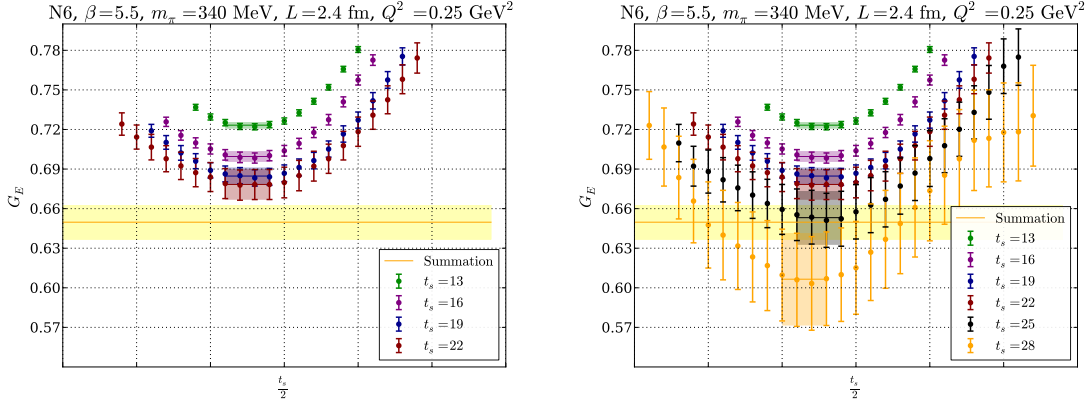 N6, β=5.5, m_π=340 MeV, L=2.4 fm, Q²=0.25 GeV²
0.78
0.75
0.72
0.69
0.66
0.63
0.60
0.57
G_E
t_s/2
Summation
t_s=13
t_s=16
t_s=19
t_s=22
N6, β=5.5, m_π=340 MeV, L=2.4 fm, Q²=0.25 GeV²
0.78
0.75
0.72
0.69
0.66
0.63
0.60
0.57
G_E
t_s/2
Summation
t_s=13
t_s=16
t_s=19
t_s=22
t_s=25
t_s=28